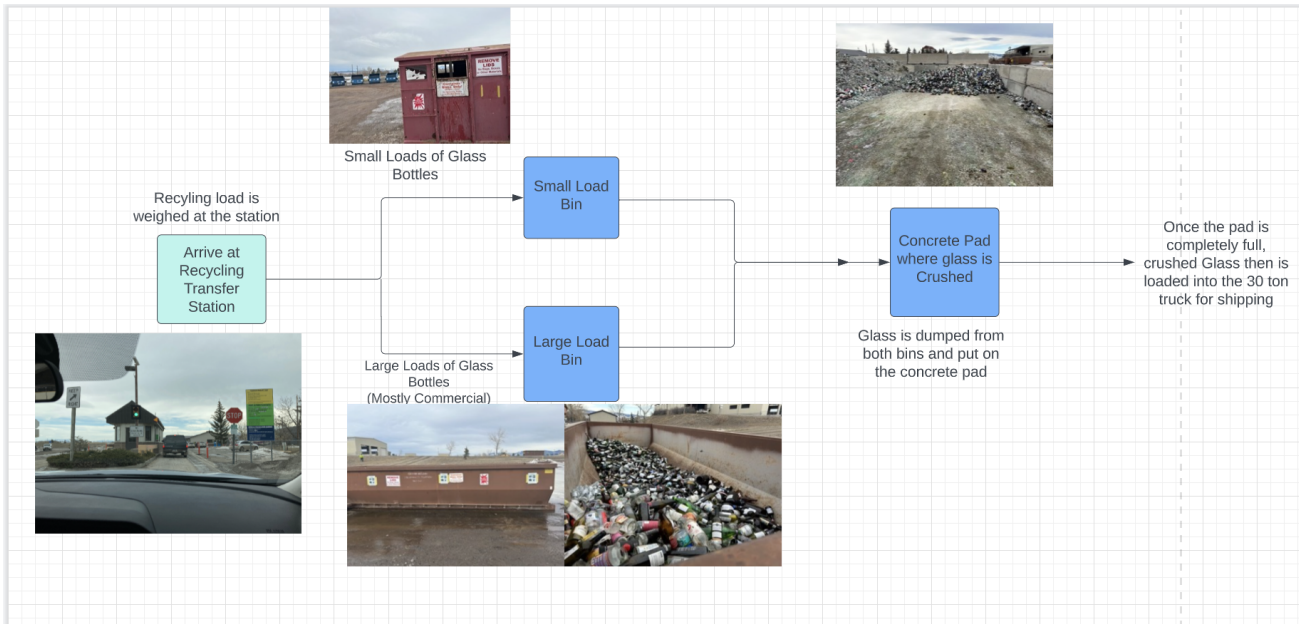 Small Loads of Glass
Bottles
Recyling load is
weighed at the station
Arrive at
Recycling
Transfer
Station
Small Load
Bin
Large Load
Bin
Large Loads of Glass
Bottles
(Mostly Commercial)
Concrete Pad
where glass is
Crushed
Glass is dumped from
both bins and put on
the concrete pad
Once the pad is
completely full,
crushed Glass then is
loaded into the 30 ton
truck for shipping
REMOVE
LIDS
STOP